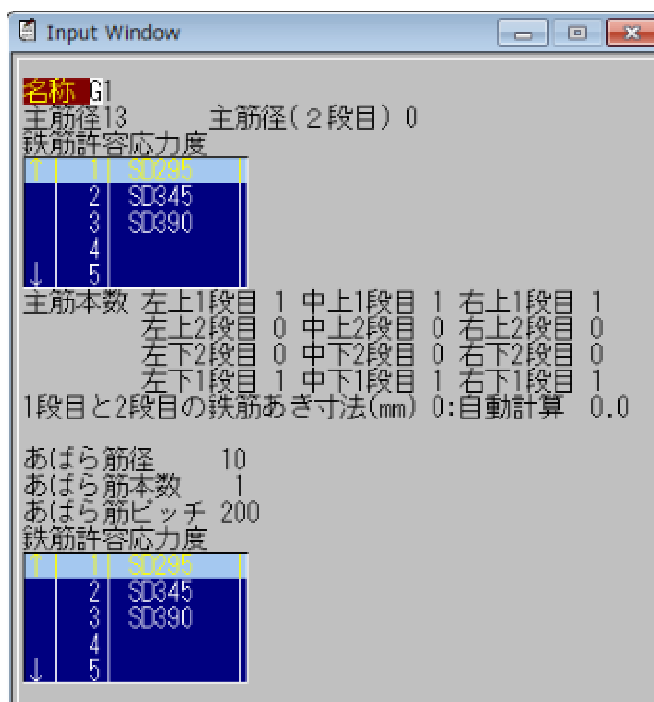 Input Window
名称 G1
主筋径13 主筋径(２段目) 0
鉄筋許容応力度
↑ 1 SD295
2 SD345
3 SD390
4
↓ 5
主筋本数 左上1段目 1 中上1段目 1 右上1段目 1
左上2段目 0 中上2段目 0 右上2段目 0
左下2段目 0 中下2段目 0 右下2段目 0
左下1段目 1 中下1段目 1 右下1段目 1
1段目と2段目の鉄筋あき寸法(mm) 0:自動計算 0.0
あばら筋径 10
あばら筋本数 1
あばら筋ピッチ 200
鉄筋許容応力度
↑ 1 SD295
2 SD345
3 SD390
4
↓ 5